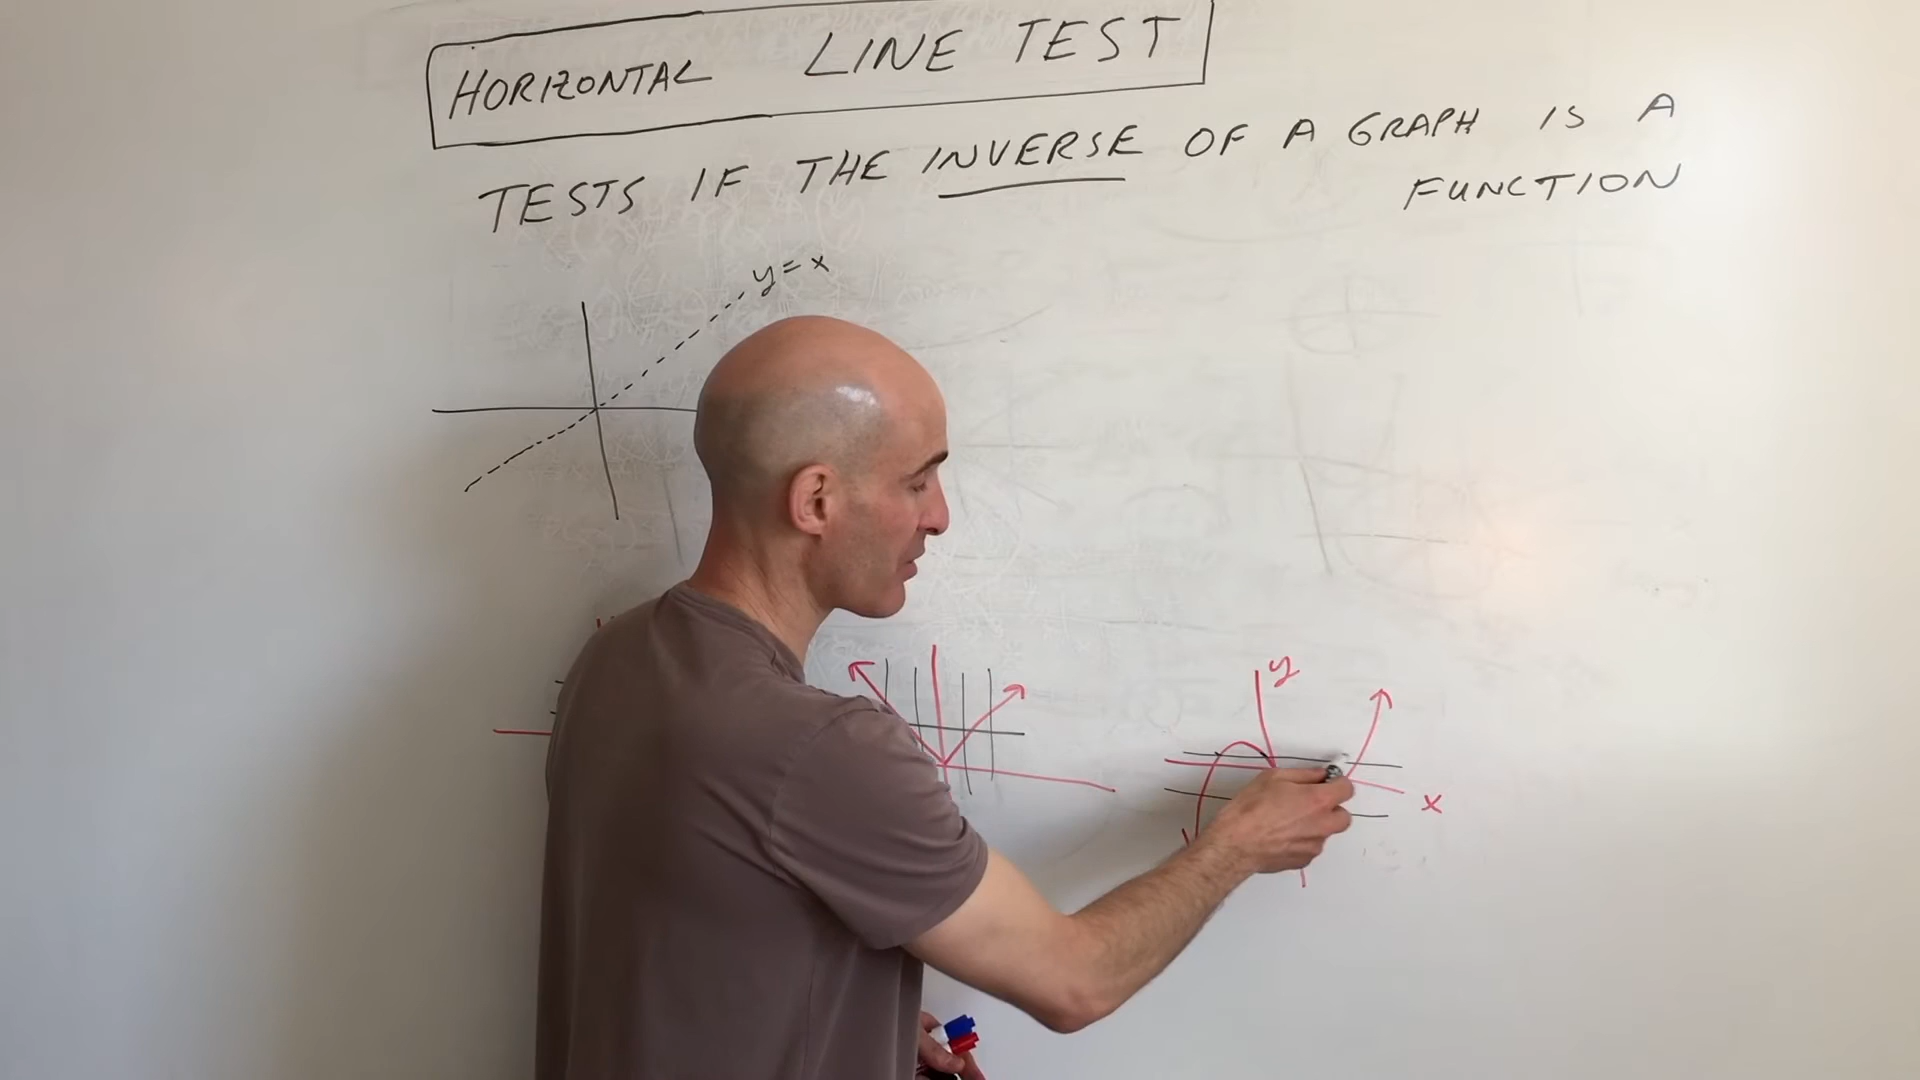 HORIZONTAL LINE TEST
TESTS IF THE INVERSE OF A GRAPH IS A
FUNCTION
y = x
y
x